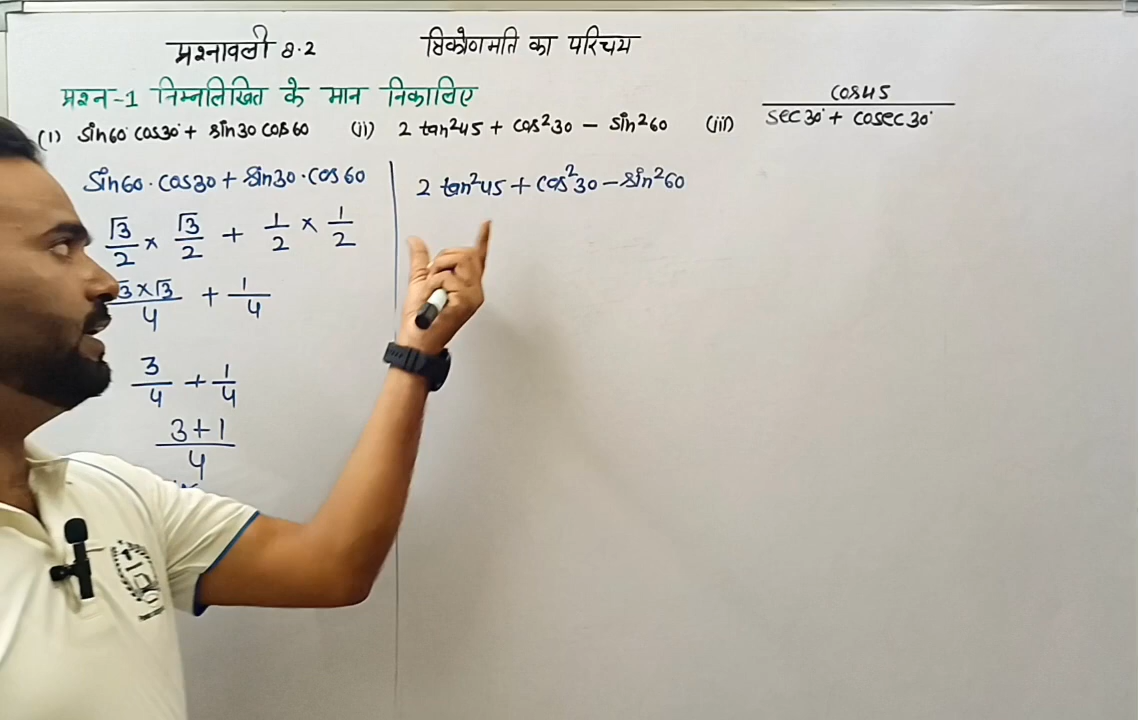 प्रश्नावली 8.2 त्रिकोणमिति का परिचय
प्रश्न-1 निम्नलिखित के मान निकालिए
(i) sin60° cos30° + sin30 cos60 (ii) 2 tan²45 + cos²30 − sin²60 (iii) cos45 / sec30° + cosec30°
sin60 · cos30 + sin30 · cos60
√3/2 × √3/2 + 1/2 × 1/2
√3×√3/4 + 1/4
3/4 + 1/4
3+1/4
2 tan²45 + cos²30 − sin²60